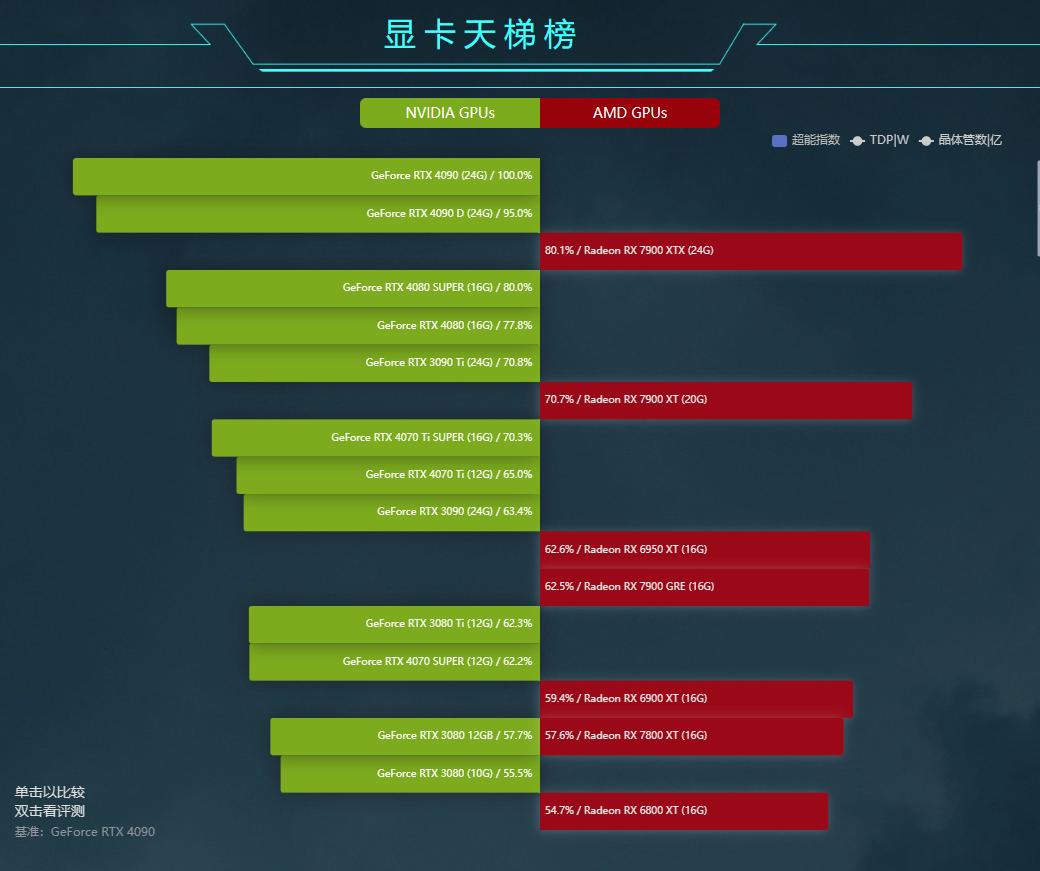 显卡天梯榜
NVIDIA GPUs AMD GPUs
超能指数 TDP|W 晶体管数|亿
GeForce RTX 4090 (24G) / 100.0%
GeForce RTX 4090 D (24G) / 95.0%
80.1% / Radeon RX 7900 XTX (24G)
GeForce RTX 4080 SUPER (16G) / 80.0%
GeForce RTX 4080 (16G) / 77.8%
GeForce RTX 3090 Ti (24G) / 70.8%
70.7% / Radeon RX 7900 XT (20G)
GeForce RTX 4070 Ti SUPER (16G) / 70.3%
GeForce RTX 4070 Ti (12G) / 65.0%
GeForce RTX 3090 (24G) / 63.4%
62.6% / Radeon RX 6950 XT (16G)
62.5% / Radeon RX 7900 GRE (16G)
GeForce RTX 3080 Ti (12G) / 62.3%
GeForce RTX 4070 SUPER (12G) / 62.2%
59.4% / Radeon RX 6900 XT (16G)
GeForce RTX 3080 12GB / 57.7% 57.6% / Radeon RX 7800 XT (16G)
GeForce RTX 3080 (10G) / 55.5%
54.7% / Radeon RX 6800 XT (16G)
单击以比较
双击看评测
基准：GeForce RTX 4090